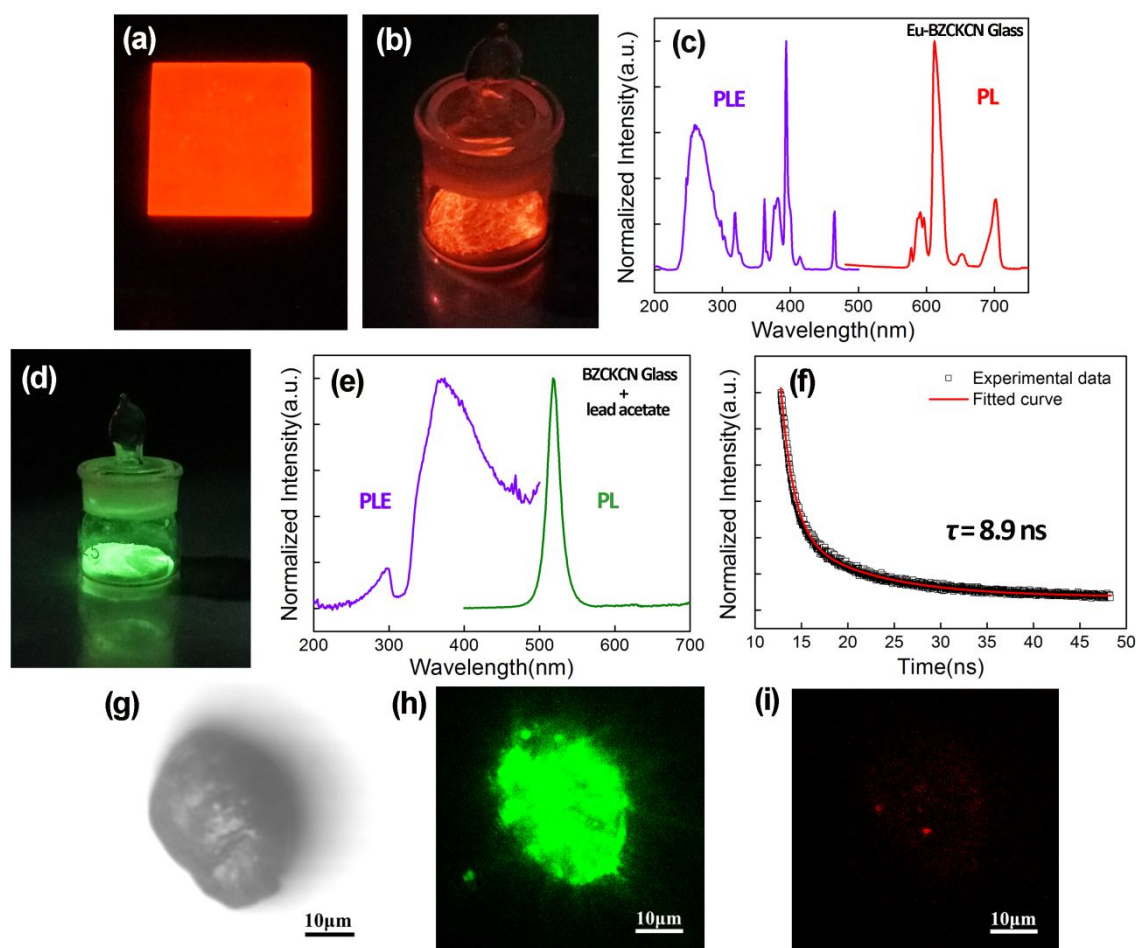 (a)
(b)
(c)
Eu-BZCKCN Glass
PLE
PL
Normalized Intensity(a.u.)
200 300 400 500 600 700
Wavelength(nm)
(d)
(e)
BZCKCN Glass
+
lead acetate
PLE
PL
Normalized Intensity(a.u.)
200 300 400 500 600 700
Wavelength(nm)
(f)
Experimental data
Fitted curve
τ = 8.9 ns
Normalized Intensity(a.u.)
10 15 20 25 30 35 40 45 50
Time(ns)
(g)
10μm
(h)
10μm
(i)
10μm